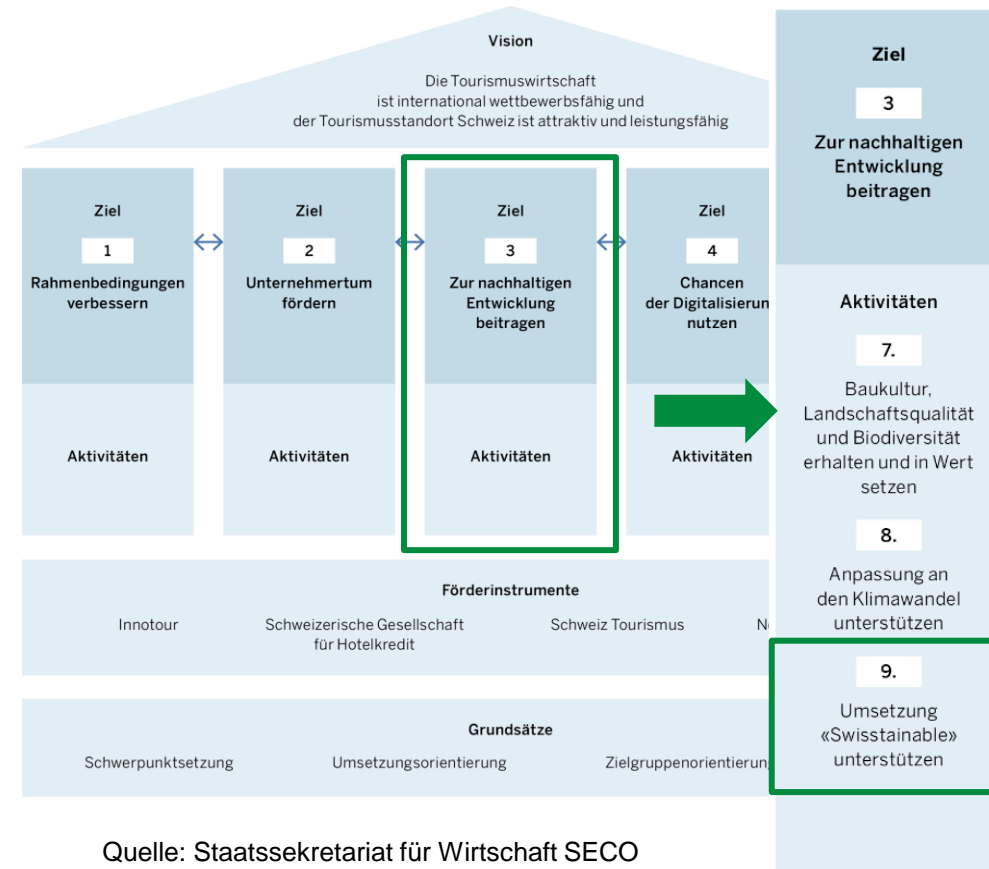 Vision
Die Tourismuswirtschaft
ist international wettbewerbsfähig und
der Tourismusstandort Schweiz ist attraktiv und leistungsfähig
Ziel
1
Rahmenbedingungen
verbessern
Aktivitäten
Ziel
2
Unternehmertum
fördern
Aktivitäten
Ziel
3
Zur nachhaltigen
Entwicklung
beitragen
Aktivitäten
Ziel
4
Chancen
der Digitalisierun
nutzen
Aktivitäten
Förderinstrumente
Innotour
Schweizerische Gesellschaft
für Hotelkredit
Schweiz Tourismus
Grundsätze
Schwerpunktsetzung
Umsetzungsorientierung
Zielgruppenorientierung
Ziel
3
Zur nachhaltigen
Entwicklung
beitragen
Aktivitäten
7.
Baukultur,
Landschaftsqualität
und Biodiversität
erhalten und in Wert
setzen
8.
Anpassung an
den Klimawandel
unterstützen
9.
Umsetzung
«Swisstainable»
unterstützen
Quelle: Staatssekretariat für Wirtschaft SECO